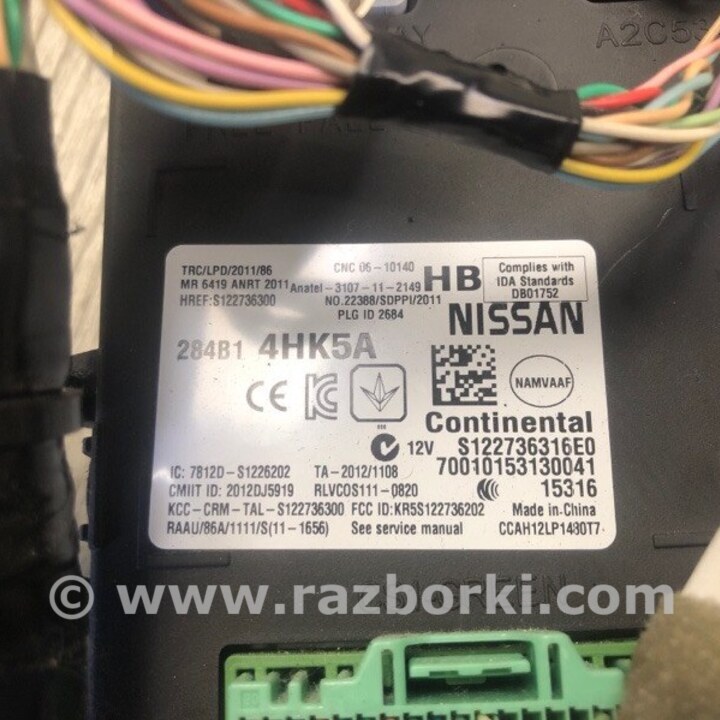 A2C53
TRC/LPD/2011/86
MR 6419 ANRT 2011
HREF:S122736300
CNC 06-10140
Anatel-3107-11-2149
NO.22388/SDPPI/2011
PLG ID 2684
HB
Complies with
IDA Standards
DB01752
NISSAN
284B1 4HK5A
CE
NAMVAAF
Continental
12V S122736316E0
70010153130041
15316
IC: 7812D-S1226202 TA-2012/1108
CMIIT ID: 2012DJ5919 RLVCOS111-0820
KCC-CRM-TAL-S122736300 FCC ID:KR5S122736202
RAAU/86A/1111/S(11-1656) See service manual
Made in China
CCAH12LP1480T7
© www.razborki.com